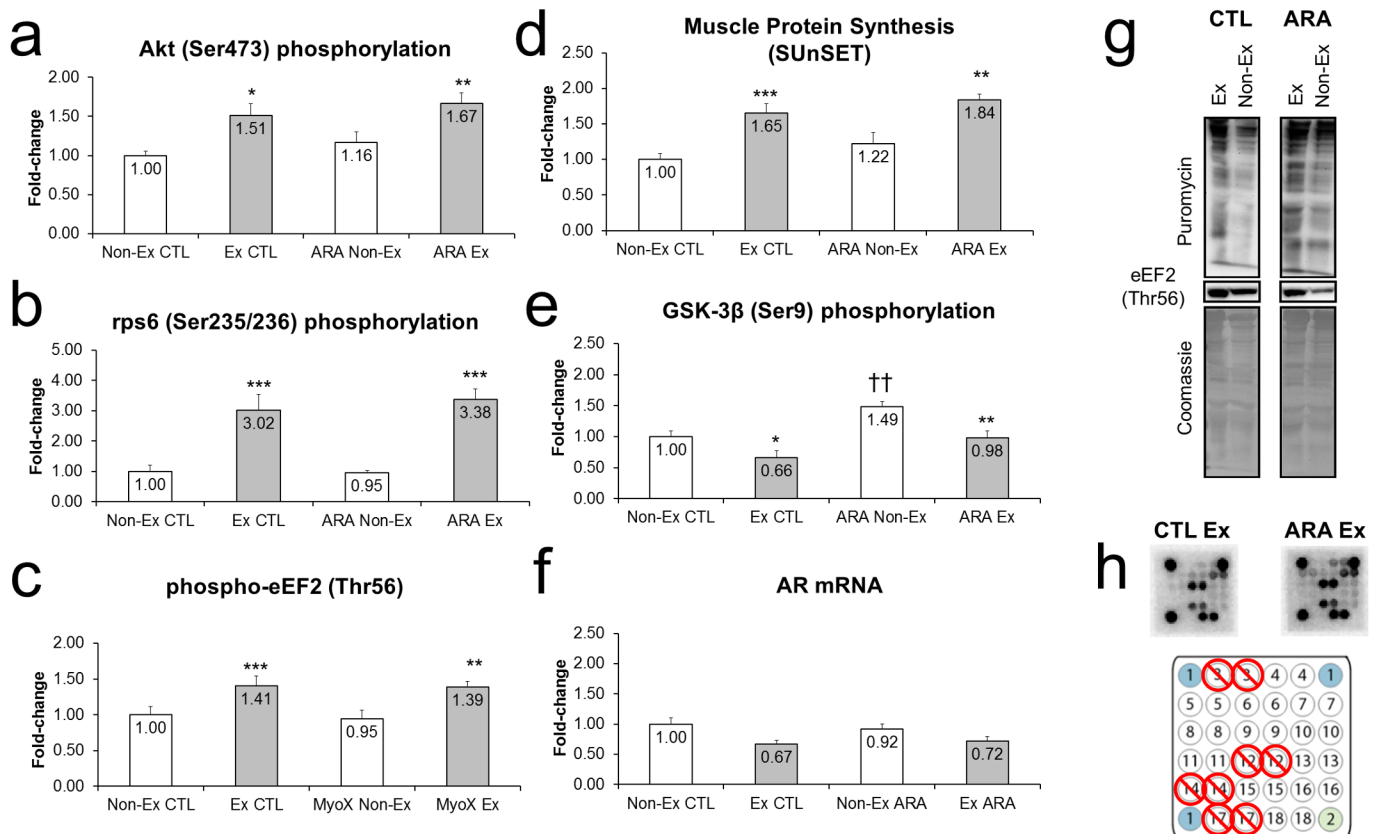 a
Akt (Ser473) phosphorylation
Fold-change
2.00
1.50
1.00
0.50
0.00
*
**
1.00
1.51
1.16
1.67
Non-Ex CTL
Ex CTL
ARA Non-Ex
ARA Ex
b
rps6 (Ser235/236) phosphorylation
Fold-change
5.00
4.00
3.00
2.00
1.00
0.00
***
***
1.00
3.02
0.95
3.38
Non-Ex CTL
Ex CTL
ARA Non-Ex
ARA Ex
c
phospho-eEF2 (Thr56)
Fold-change
2.00
1.50
1.00
0.50
0.00
***
**
1.00
1.41
0.95
1.39
Non-Ex CTL
Ex CTL
MyoX Non-Ex
MyoX Ex
d
Muscle Protein Synthesis
(SUnSET)
Fold-change
2.50
2.00
1.50
1.00
0.50
0.00
***
**
1.00
1.65
1.22
1.84
Non-Ex CTL
Ex CTL
ARA Non-Ex
ARA Ex
e
GSK-3β (Ser9) phosphorylation
Fold-change
2.50
2.00
1.50
1.00
0.50
0.00
*
††
**
1.00
0.66
1.49
0.98
Non-Ex CTL
Ex CTL
ARA Non-Ex
ARA Ex
f
AR mRNA
Fold-change
2.50
2.00
1.50
1.00
0.50
0.00
1.00
0.67
0.92
0.72
Non-Ex CTL
Ex CTL
Non-Ex ARA
Ex ARA
g
CTL ARA
Ex
Non-Ex
Ex
Non-Ex
Puromycin
eEF2
(Thr56)
Coomassie
h
CTL Ex
ARA Ex
1 3 3 4 4 1
5 5 6 6 7 7
8 8 9 9 10 10
11 11 12 12 13 13
14 14 15 15 16 16
1 17 17 18 18 2